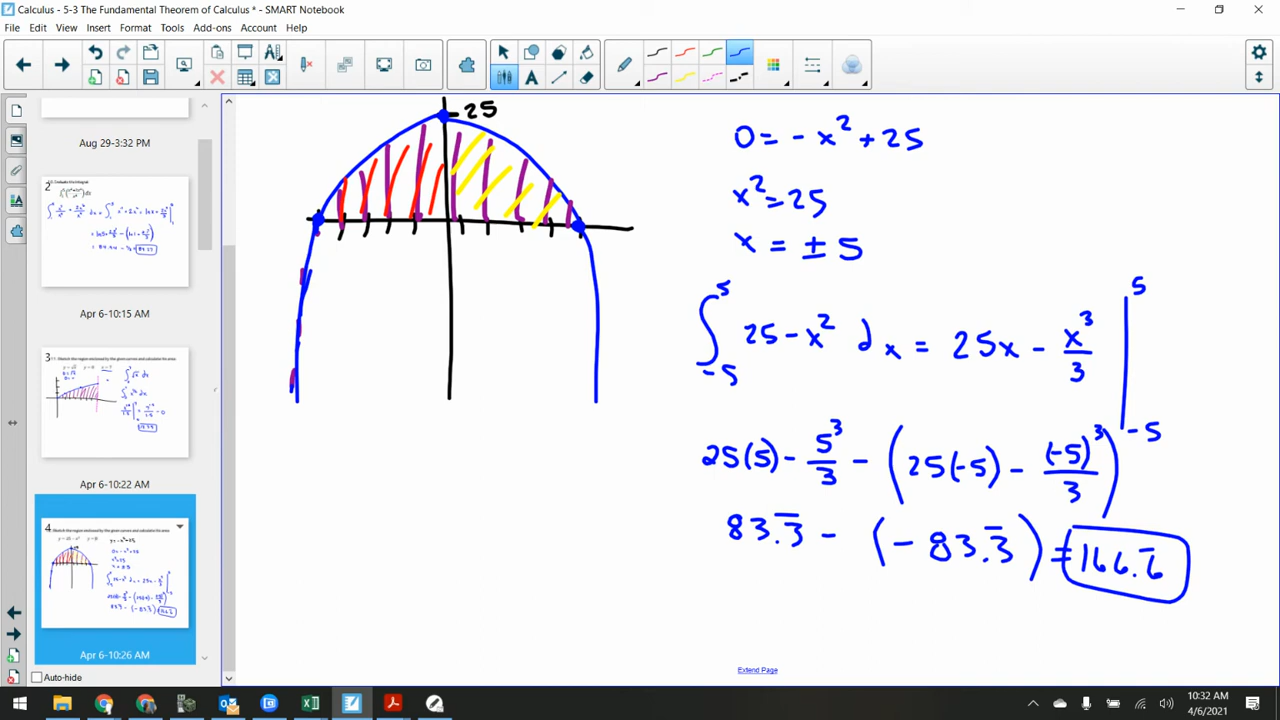 Calculus - 5-3 The Fundamental Theorem of Calculus * - SMART Notebook
File Edit View Insert Format Tools Add-ons Account Help
Aug 29-3:32 PM
2
Apr 6-10:15 AM
3
Apr 6-10:22 AM
4
Apr 6-10:26 AM
Auto-hide
25
0 = - x² + 25
x² = 25
x = ± 5
∫₋₅⁵ 25 - x² dx = 25x - x³/3 |₋₅⁵
25(5) - 5³/3 - (25(-5) - (-5)³/3)
83.3̅ - (-83.3̅) = 166.6̅
Extend Page
10:32 AM
4/6/2021